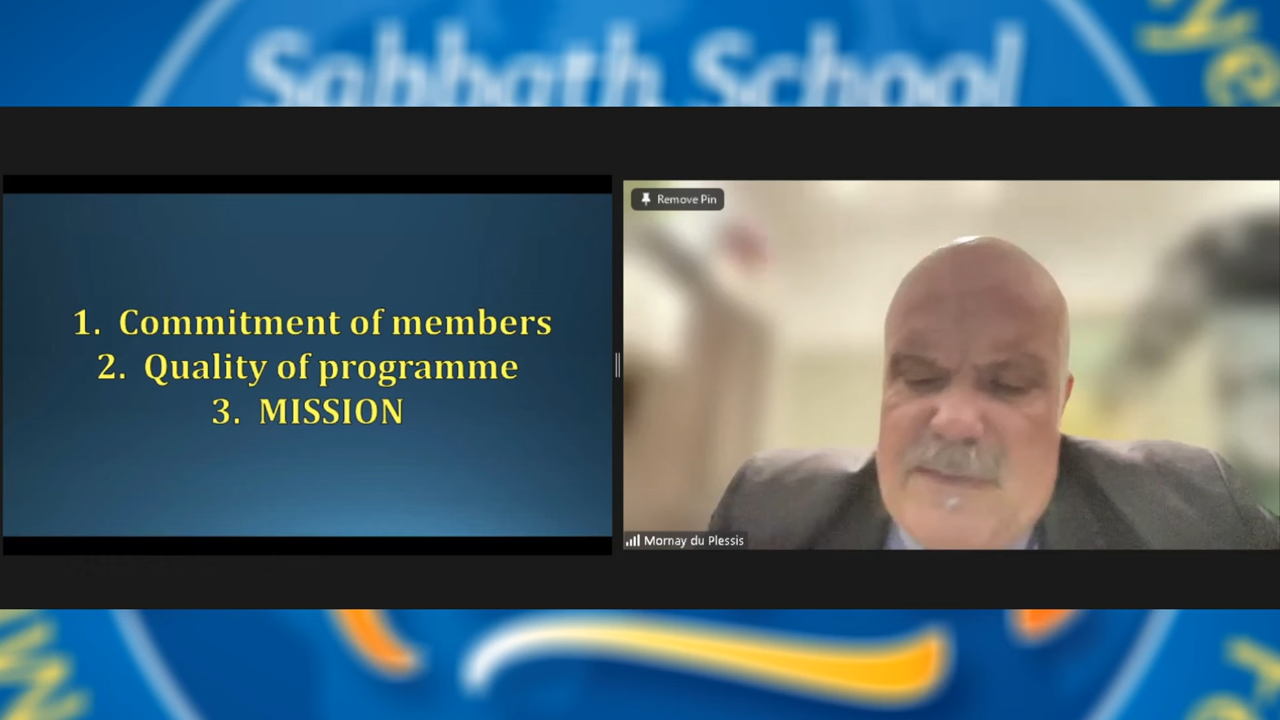 Sabbath School
Remove Pin
1. Commitment of members
2. Quality of programme
3. MISSION
Mornay du Plessis